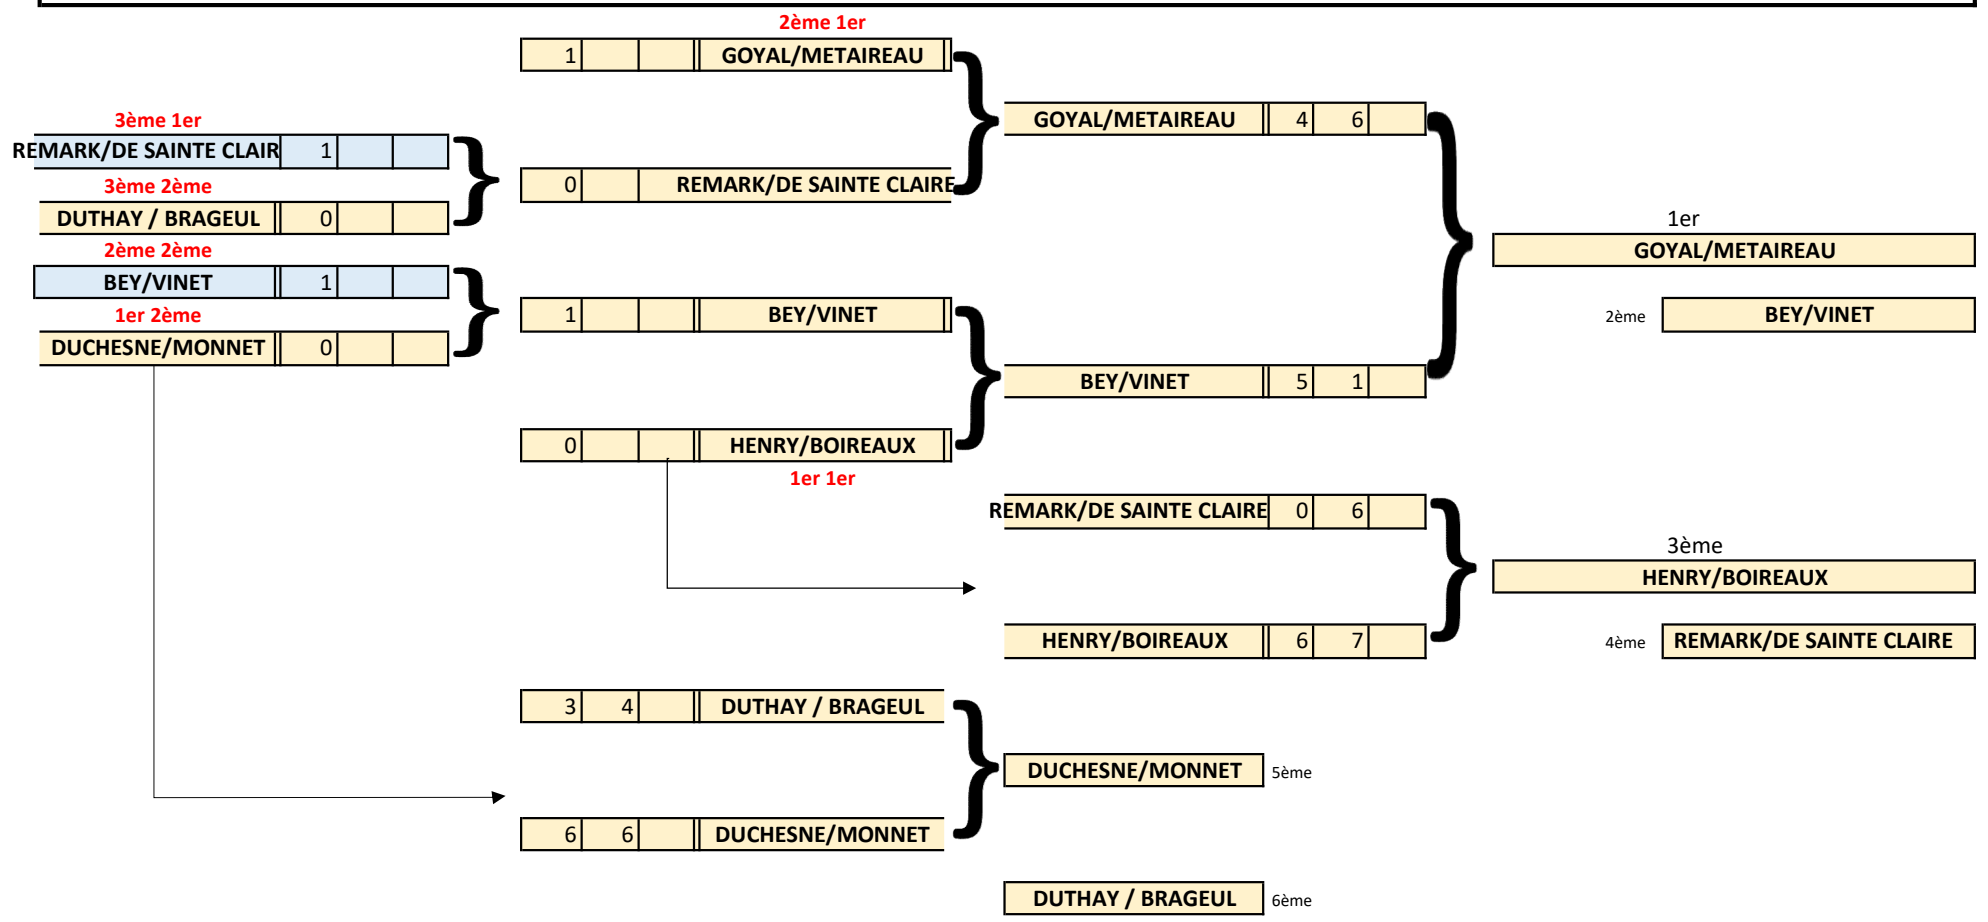 2ème 1er
1 GOYAL/METAIREAU
GOYAL/METAIREAU 4 6
3ème 1er
REMARK/DE SAINTE CLAIR 1
3ème 2ème
0 REMARK/DE SAINTE CLAIRE
DUTHAY / BRAGEUL 0
1er
GOYAL/METAIREAU
2ème 2ème
BEY/VINET 1
1er 2ème
1 BEY/VINET
2ème BEY/VINET
DUCHESNE/MONNET 0
BEY/VINET 5 1
0 HENRY/BOIREAUX
1er 1er
REMARK/DE SAINTE CLAIRE 0 6
3ème
HENRY/BOIREAUX
HENRY/BOIREAUX 6 7
4ème REMARK/DE SAINTE CLAIRE
3 4 DUTHAY / BRAGEUL
DUCHESNE/MONNET 5ème
6 6 DUCHESNE/MONNET
DUTHAY / BRAGEUL 6ème